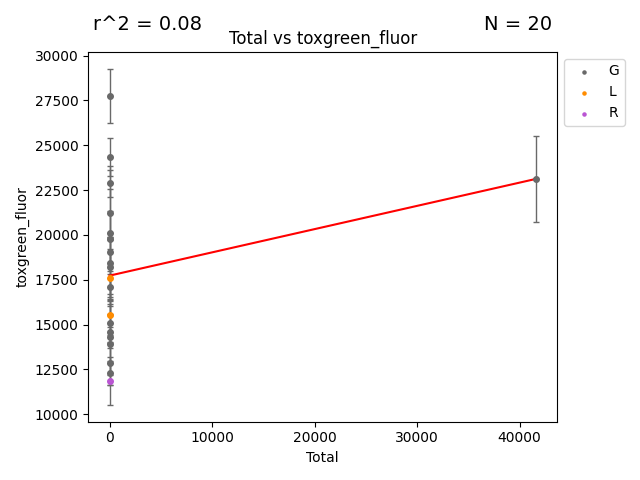 r^2 = 0.08
N = 20
Total vs toxgreen_fluor
30000
27500
25000
22500
20000
17500
15000
12500
10000
toxgreen_fluor
0
10000
20000
30000
40000
Total
G
L
R